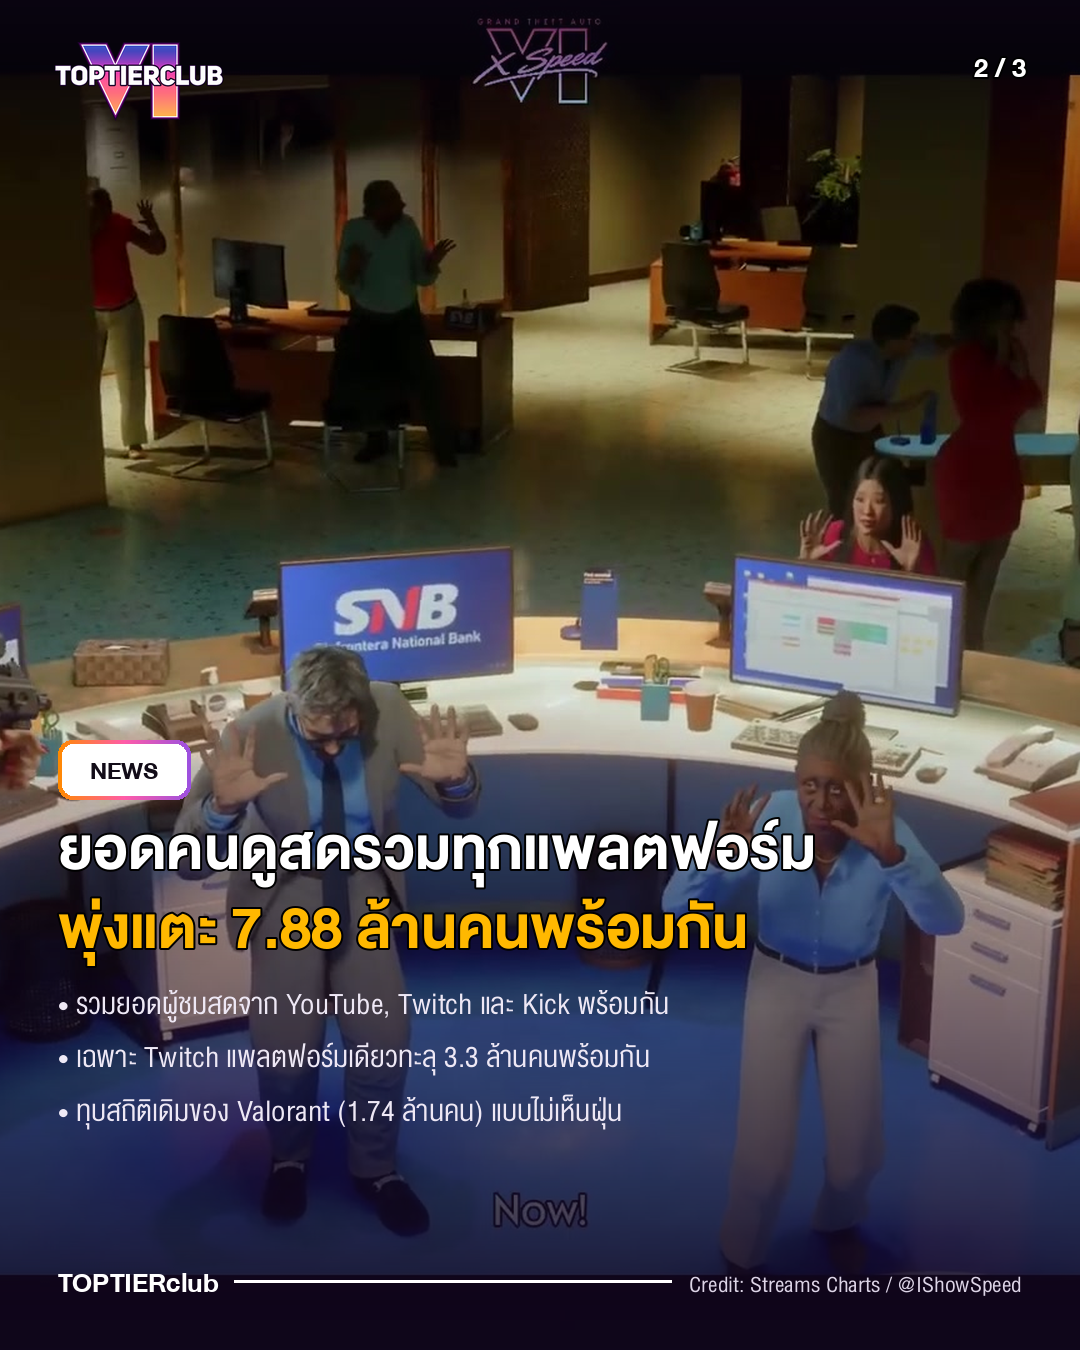 GRAND THEFT AUTO
VI
X Speed
VI
TOPTIERCLUB
2 / 3
SNB
National Bank
NEWS
ยอดคนดูสดรวมทุกแพลตฟอร์ม
พุ่งแตะ 7.88 ล้านคนพร้อมกัน
• รวมยอดผู้ชมสดจาก YouTube, Twitch และ Kick พร้อมกัน
• เฉพาะ Twitch แพลตฟอร์มเดียวทะลุ 3.3 ล้านคนพร้อมกัน
• ทุบสถิติเดิมของ Valorant (1.74 ล้านคน) แบบไม่เห็นฝุ่น
Now!
TOPTIERclub
Credit: Streams Charts / @IShowSpeed